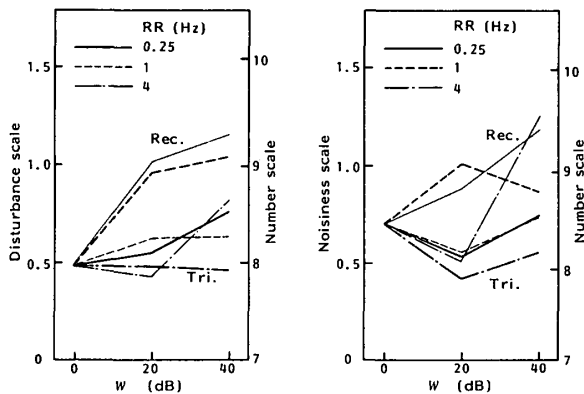 RR (Hz)
0.25
1
4
1.5
1.0
0.5
0
Disturbance scale
10
9
8
7
Number scale
Rec.
Tri.
0 20 40
W (dB)
RR (Hz)
0.25
1
4
1.5
1.0
0.5
0
Noisiness scale
10
9
8
7
Number scale
Rec.
Tri.
0 20 40
W (dB)